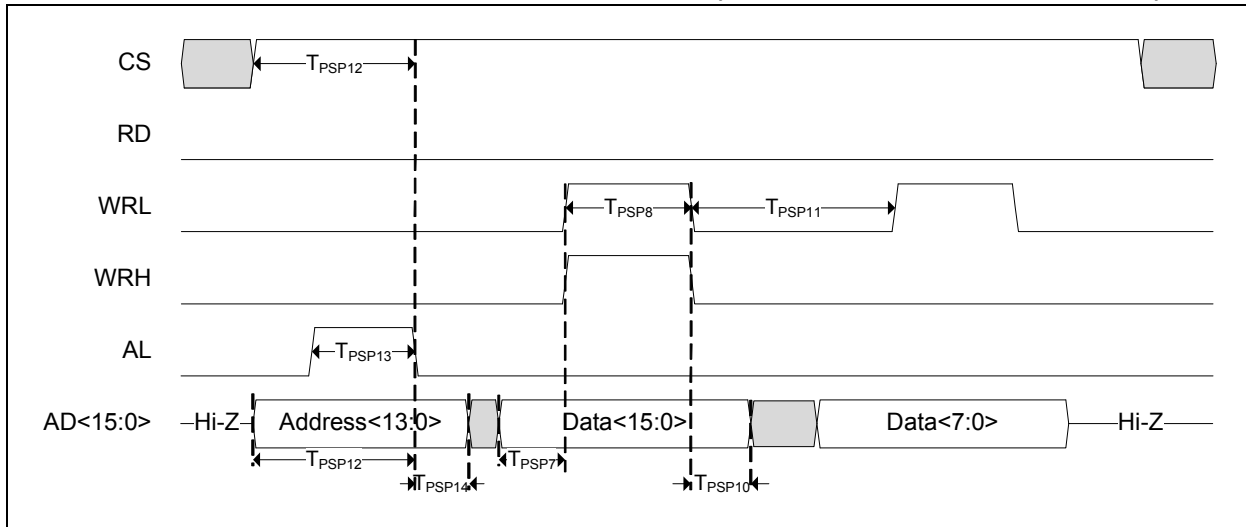 CS
TPSP12
RD
WRL
TPSP8
TPSP11
WRH
AL
TPSP13
AD<15:0>
Hi-Z
Address<13:0>
Data<15:0>
Data<7:0>
Hi-Z
TPSP12
TPSP7
TPSP14
TPSP10